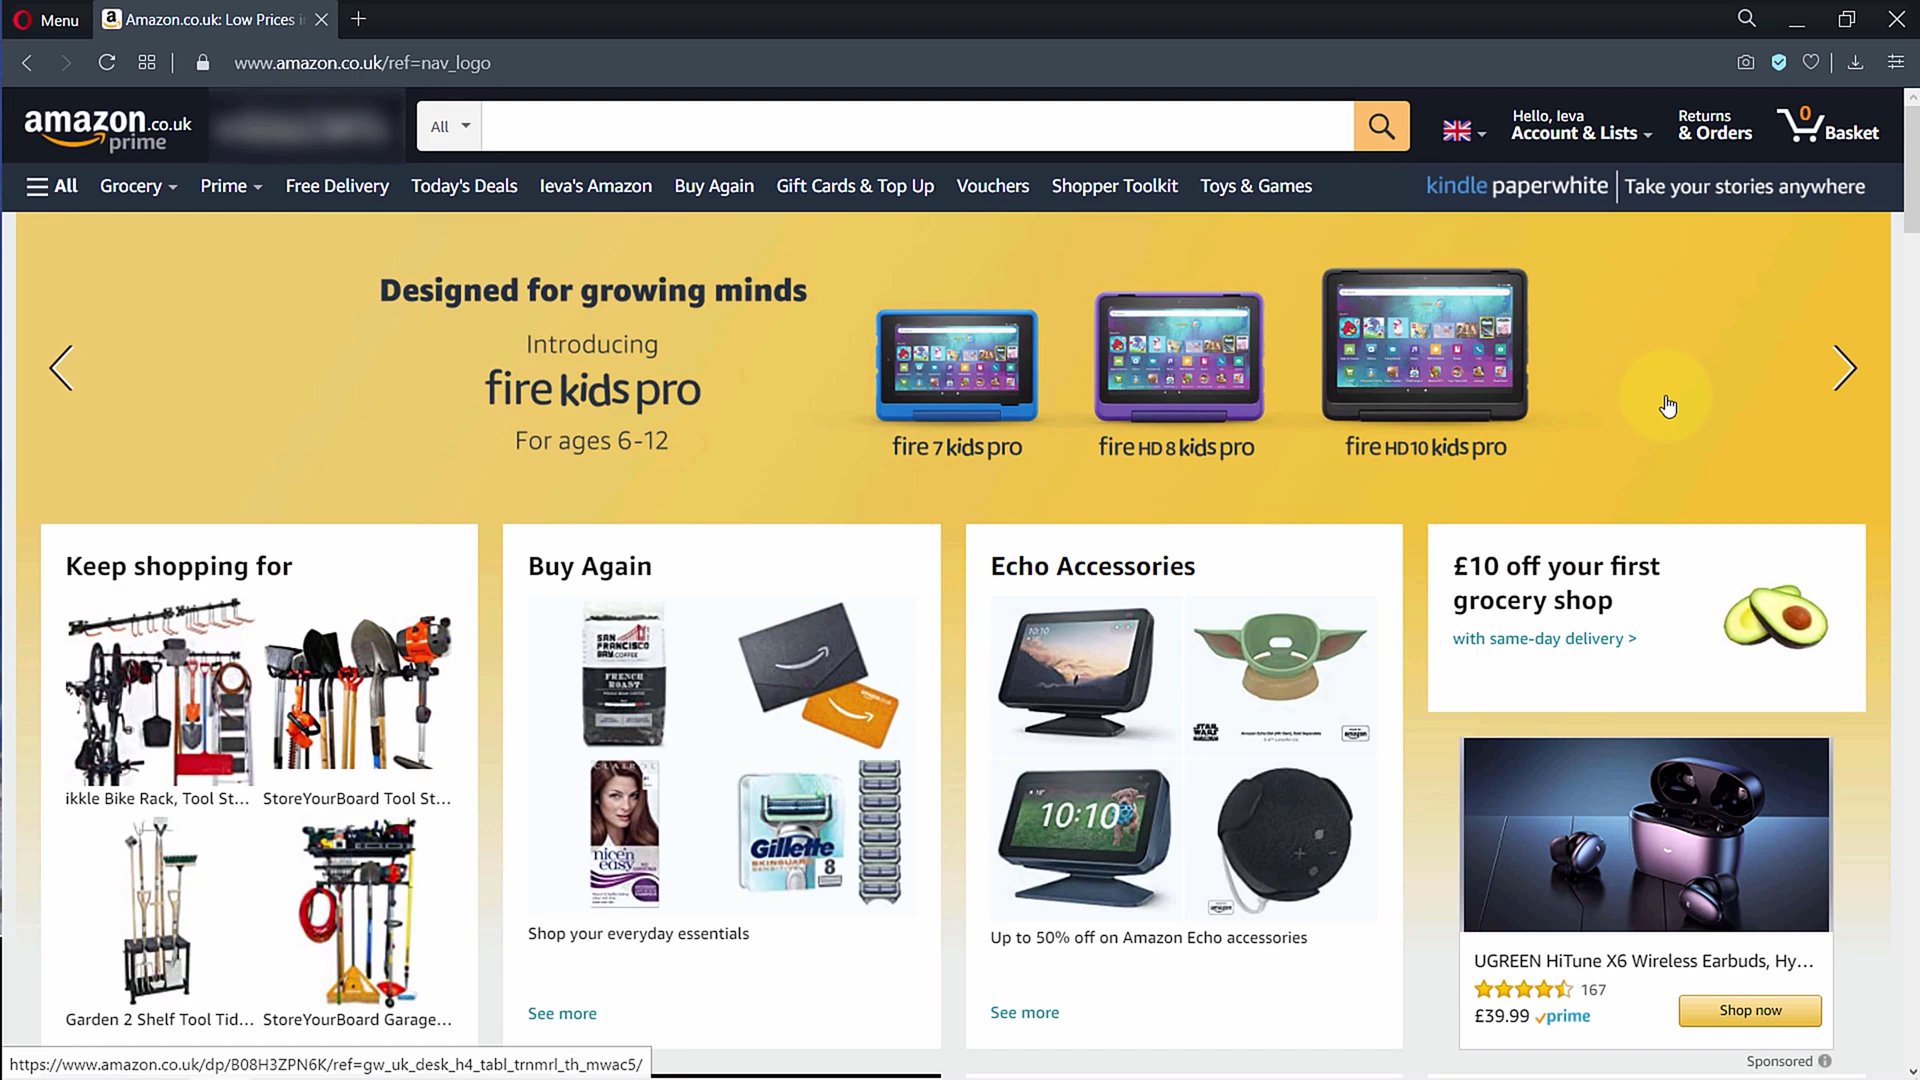 Menu
Amazon.co.uk: Low Prices i
www.amazon.co.uk/ref=nav_logo
amazon.co.uk
prime
All
Hello, Ieva
Account & Lists
Returns
& Orders
0
Basket
All
Grocery
Prime
Free Delivery
Today's Deals
Ieva's Amazon
Buy Again
Gift Cards & Top Up
Vouchers
Shopper Toolkit
Toys & Games
kindle paperwhite
Take your stories anywhere
Designed for growing minds
Introducing
fire kids pro
For ages 6-12
fire 7 kids pro
fire HD 8 kids pro
fire HD 10 kids pro
Keep shopping for
ikkle Bike Rack, Tool St...
StoreYourBoard Tool St...
Garden 2 Shelf Tool Tid...
StoreYourBoard Garage...
Buy Again
SAN
FRANCISCO
BAY COFFEE
FRENCH
ROAST
CLAIROL
nice'n
easy
Gillette
SKINGUARD
SENSITIVE
8
Shop your everyday essentials
See more
Echo Accessories
10:10
STAR
WARS
10:10
Up to 50% off on Amazon Echo accessories
See more
£10 off your first
grocery shop
with same-day delivery >
UGREEN HiTune X6 Wireless Earbuds, Hy...
167
£39.99 prime
Shop now
Sponsored
https://www.amazon.co.uk/dp/B08H3ZPN6K/ref=gw_uk_desk_h4_tabl_trnmrl_th_mwac5/